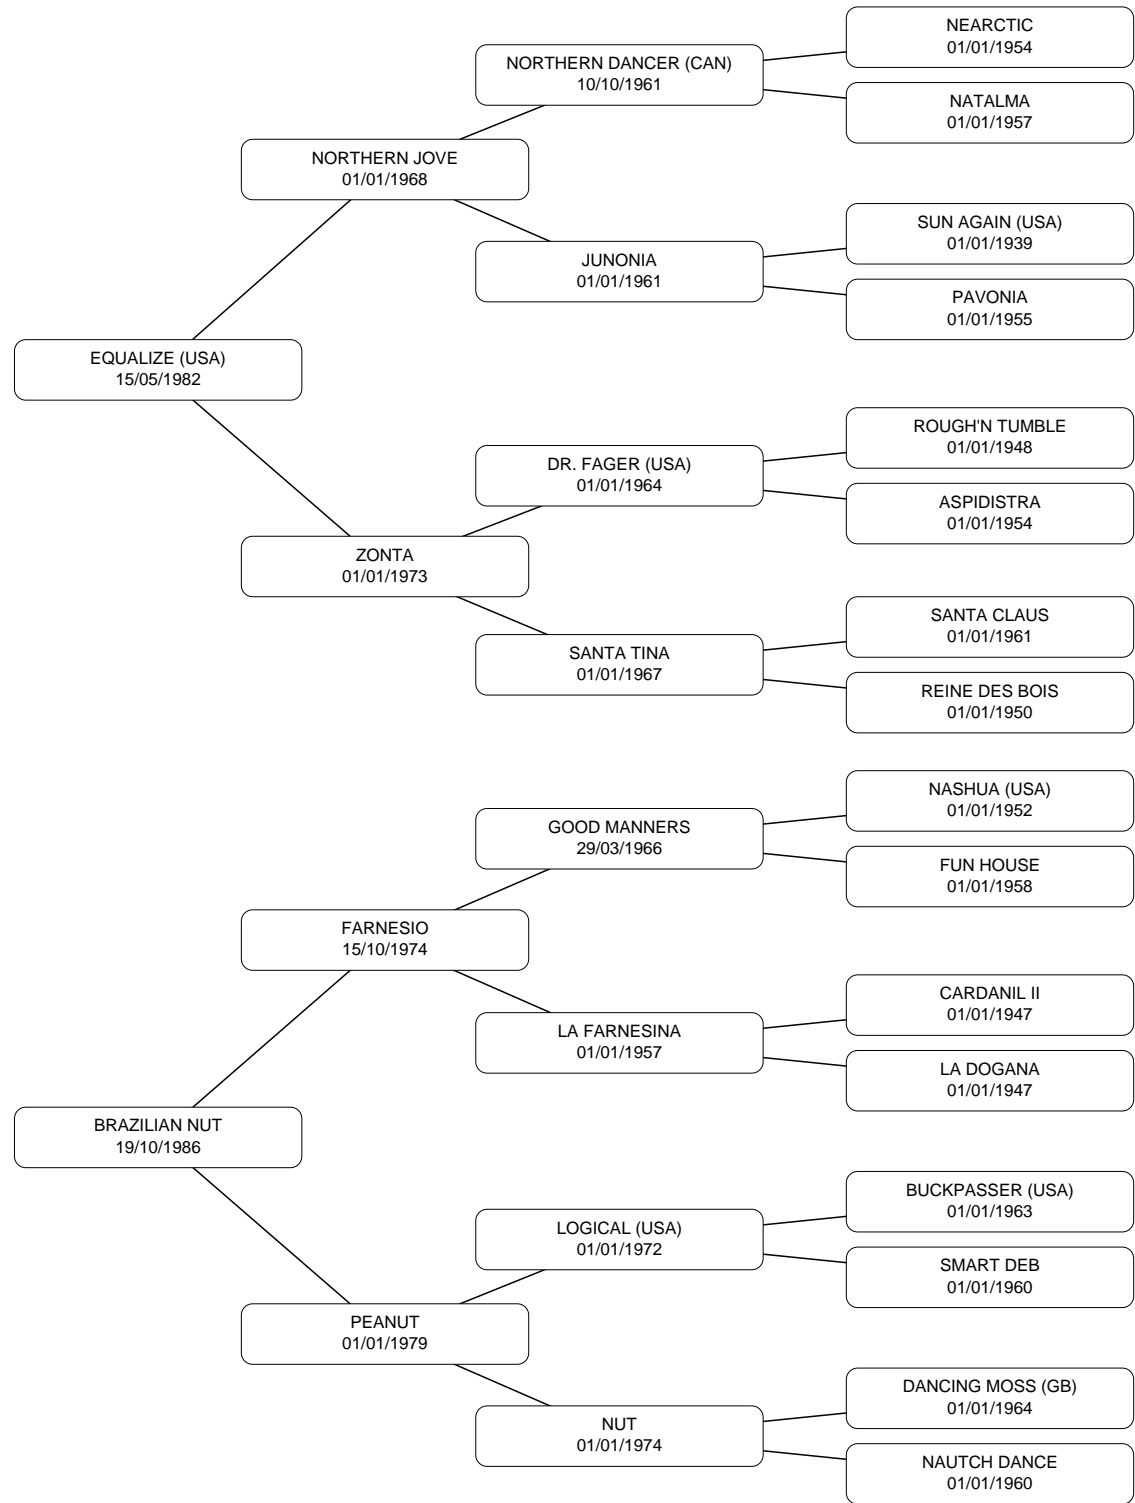 NEARCTIC
01/01/1954
NORTHERN DANCER (CAN)
10/10/1961
NATALMA
01/01/1957
NORTHERN JOVE
01/01/1968
SUN AGAIN (USA)
01/01/1939
JUNONIA
01/01/1961
PAVONIA
01/01/1955
EQUALIZE (USA)
15/05/1982
ROUGH'N TUMBLE
01/01/1948
DR. FAGER (USA)
01/01/1964
ASPIDISTRA
01/01/1954
ZONTA
01/01/1973
SANTA CLAUS
01/01/1961
SANTA TINA
01/01/1967
REINE DES BOIS
01/01/1950
NASHUA (USA)
01/01/1952
GOOD MANNERS
29/03/1966
FUN HOUSE
01/01/1958
FARNESIO
15/10/1974
CARDANIL II
01/01/1947
LA FARNESINA
01/01/1957
LA DOGANA
01/01/1947
BRAZILIAN NUT
19/10/1986
BUCKPASSER (USA)
01/01/1963
LOGICAL (USA)
01/01/1972
SMART DEB
01/01/1960
PEANUT
01/01/1979
DANCING MOSS (GB)
01/01/1964
NUT
01/01/1974
NAUTCH DANCE
01/01/1960